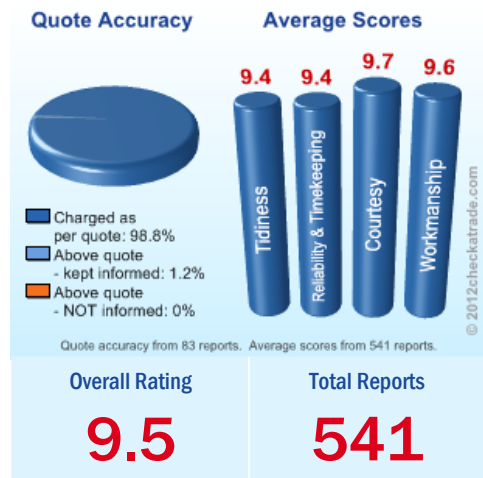 Quote Accuracy
Average Scores
9.4
9.4
9.7
9.6
Tidiness
Reliability & Timekeeping
Courtesy
Workmanship
Charged as
per quote: 98.8%
Above quote
- kept informed: 1.2%
Above quote
- NOT informed: 0%
© 2012checkatrade.com
Quote accuracy from 83 reports. Average scores from 541 reports.
Overall Rating
9.5
Total Reports
541